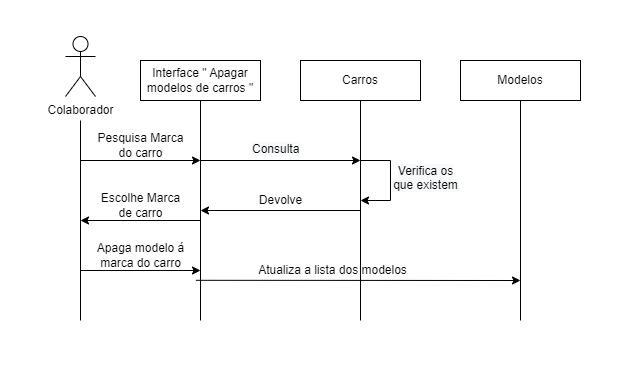 Interface " Apagar
modelos de carros "
Carros
Modelos
Colaborador
Pesquisa Marca
do carro
Consulta
Verifica os
que existem
Escolhe Marca
de carro
Devolve
Apaga modelo á
marca do carro
Atualiza a lista dos modelos